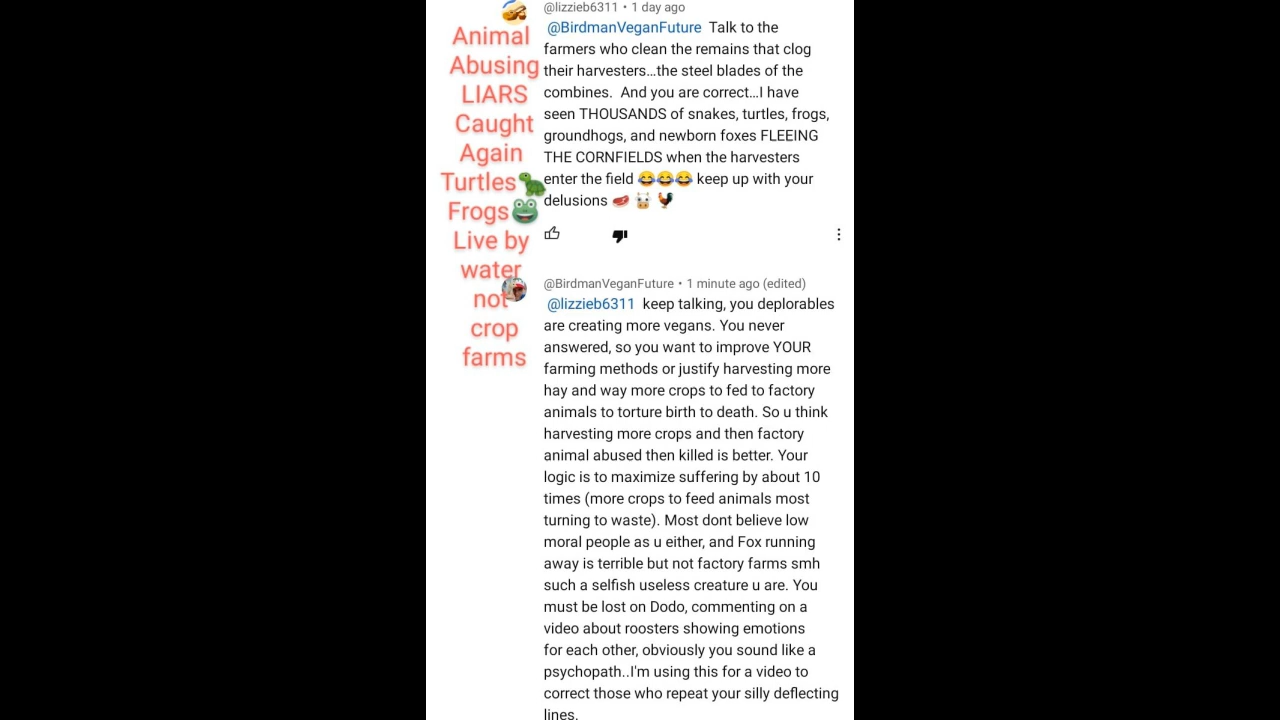 Animal
Abusing
LIARS
Caught
Again
Turtles🐢
Frogs🐸
Live by
water
not
crop
farms
@lizzieb6311 • 1 day ago
@BirdmanVeganFuture Talk to the
farmers who clean the remains that clog
their harvesters…the steel blades of the
combines. And you are correct…I have
seen THOUSANDS of snakes, turtles, frogs,
groundhogs, and newborn foxes FLEEING
THE CORNFIELDS when the harvesters
enter the field 😂😂😂 keep up with your
delusions 🥩 🐮 🐓
@BirdmanVeganFuture • 1 minute ago (edited)
@lizzieb6311 keep talking, you deplorables
are creating more vegans. You never
answered, so you want to improve YOUR
farming methods or justify harvesting more
hay and way more crops to fed to factory
animals to torture birth to death. So u think
harvesting more crops and then factory
animal abused then killed is better. Your
logic is to maximize suffering by about 10
times (more crops to feed animals most
turning to waste). Most dont believe low
moral people as u either, and Fox running
away is terrible but not factory farms smh
such a selfish useless creature u are. You
must be lost on Dodo, commenting on a
video about roosters showing emotions
for each other, obviously you sound like a
psychopath..I'm using this for a video to
correct those who repeat your silly deflecting
lines.